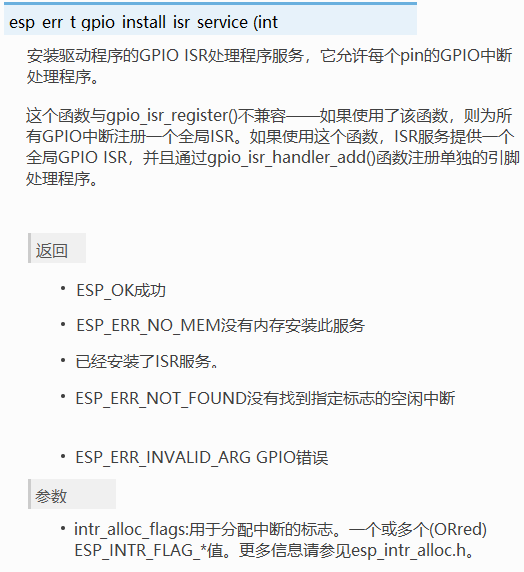 esp err t gpio install isr service (int
安装驱动程序的GPIO ISR处理程序服务，它允许每个pin的GPIO中断
处理程序。
这个函数与gpio_isr_register()不兼容——如果使用了该函数，则为所
有GPIO中断注册一个全局ISR。如果使用这个函数，ISR服务提供一个
全局GPIO ISR，并且通过gpio_isr_handler_add()函数注册单独的引脚
处理程序。
返回
• ESP_OK成功
• ESP_ERR_NO_MEM没有内存安装此服务
• 已经安装了ISR服务。
• ESP_ERR_NOT_FOUND没有找到指定标志的空闲中断
• ESP_ERR_INVALID_ARG GPIO错误
参数
• intr_alloc_flags:用于分配中断的标志。一个或多个(ORred)
ESP_INTR_FLAG_*值。更多信息请参见esp_intr_alloc.h。